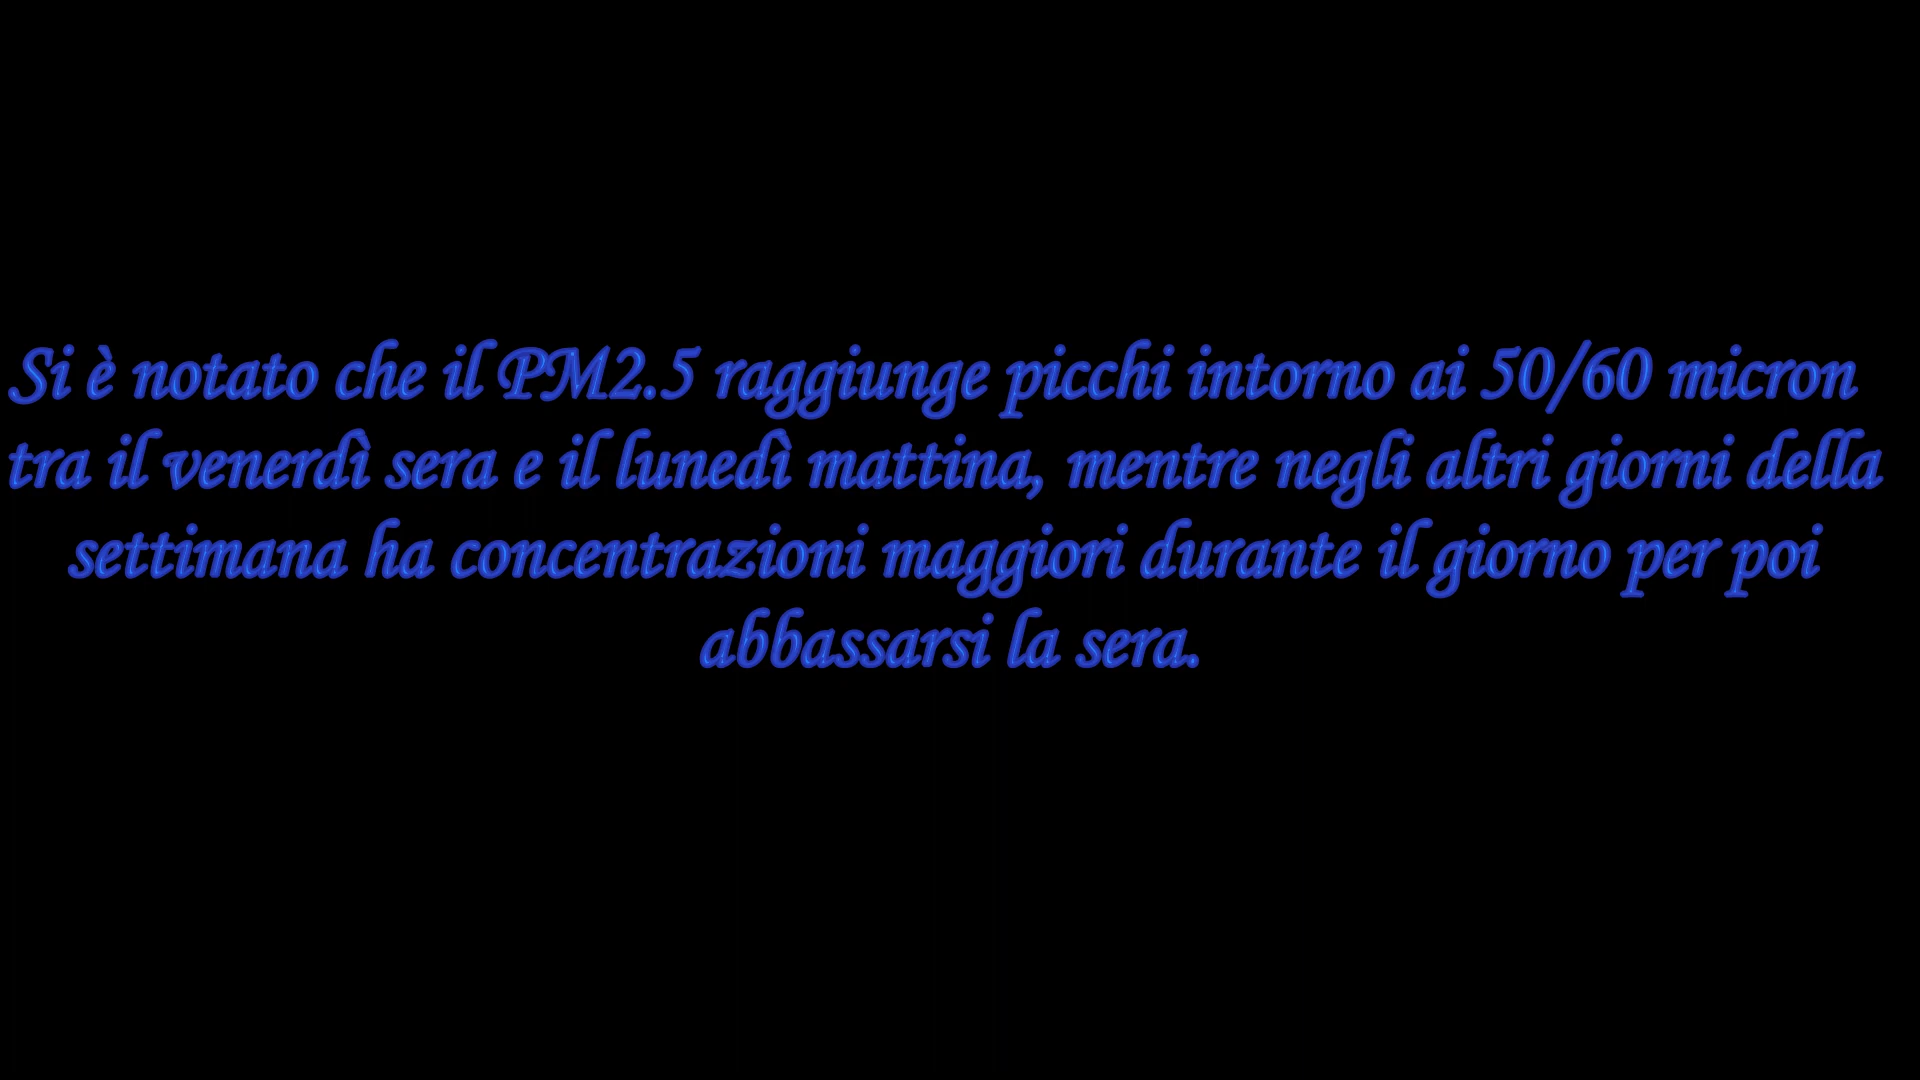 Si è notato che il PM2.5 raggiunge picchi intorno ai 50/60 micron
tra il venerdì sera e il lunedì mattina, mentre negli altri giorni della
settimana ha concentrazioni maggiori durante il giorno per poi
abbassarsi la sera.